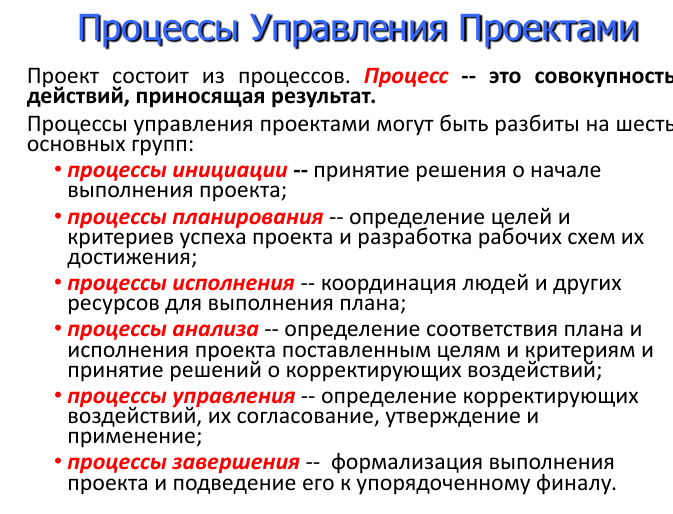 Процессы Управления Проектами
Проект состоит из процессов. Процесс -- это совокупность
действий, приносящая результат.
Процессы управления проектами могут быть разбиты на шесть
основных групп:
• процессы инициации -- принятие решения о начале
выполнения проекта;
• процессы планирования -- определение целей и
критериев успеха проекта и разработка рабочих схем их
достижения;
• процессы исполнения -- координация людей и других
ресурсов для выполнения плана;
• процессы анализа -- определение соответствия плана и
исполнения проекта поставленным целям и критериям и
принятие решений о корректирующих воздействий;
• процессы управления -- определение корректирующих
воздействий, их согласование, утверждение и
применение;
• процессы завершения -- формализация выполнения
проекта и подведение его к упорядоченному финалу.